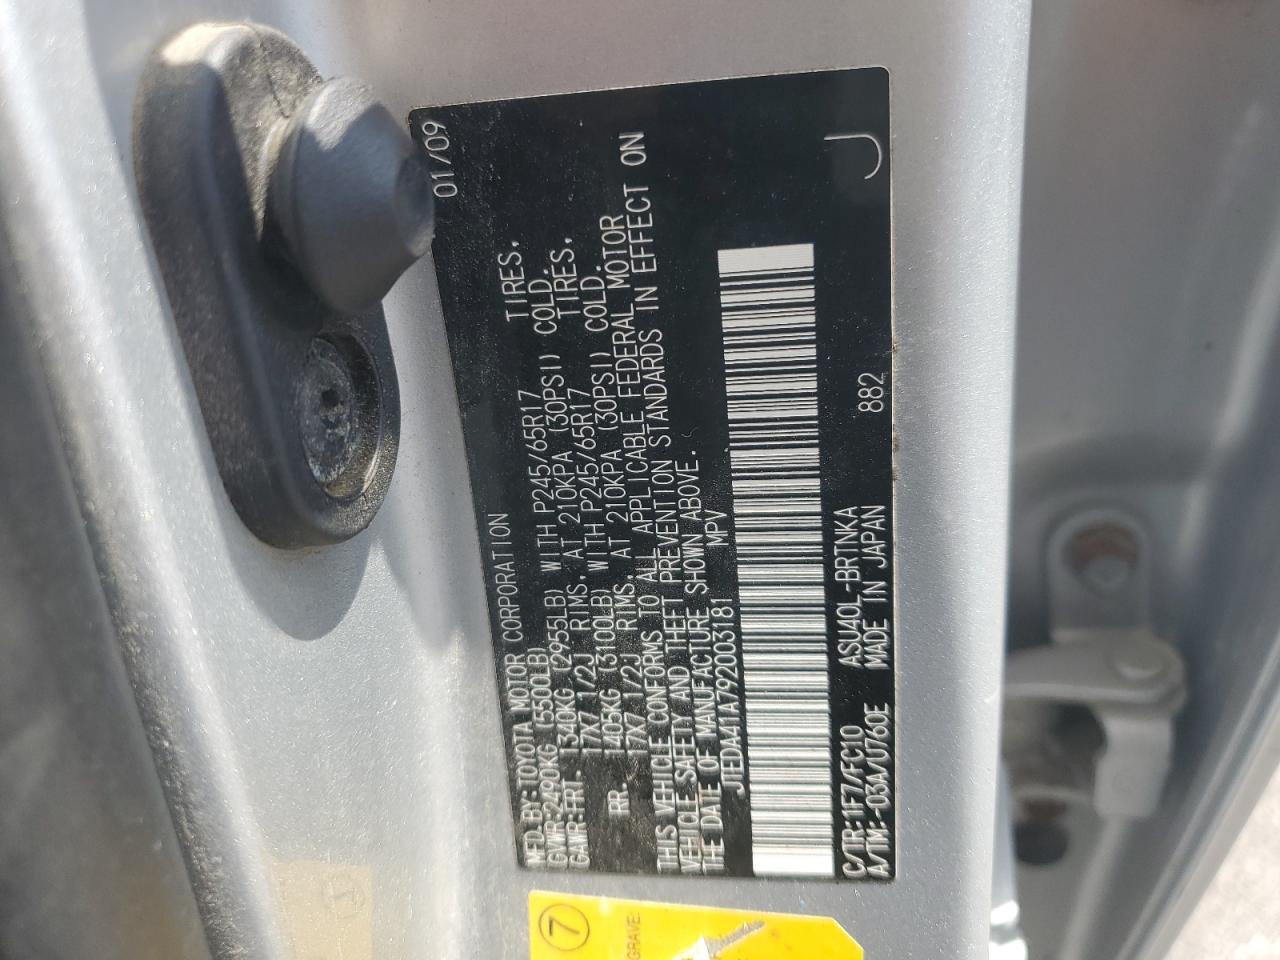 MFD. BY: TOYOTA MOTOR CORPORATION 01/09
GVWR: 2490KG (5500LB)
GAWR: FRT. 1340KG (2955LB) WITH P245/65R17 TIRES.
17X7 1/2J RIMS. AT 210KPA (30PSI) COLD.
RR. 1405KG (3100LB) WITH P245/65R17 TIRES.
17X7 1/2J RIMS. AT 210KPA (30PSI) COLD.
THIS VEHICLE CONFORMS TO ALL APPLICABLE FEDERAL MOTOR
VEHICLE SAFETY AND THEFT PREVENTION STANDARDS IN EFFECT ON
THE DATE OF MANUFACTURE SHOWN ABOVE.
JTEDA41A792003181 MPV
C/TR: 1F7/FC10 ASU40L-BRTNKA 882
A/TM: -03A/U760E MADE IN JAPAN
J
7